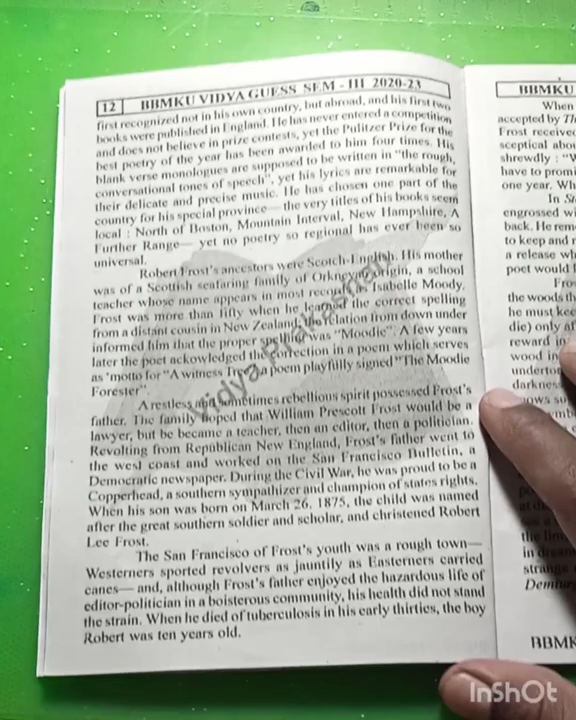 12 BBMKU VIDYA GUESS SEM - III 2020-23
first recognized not in his own country, but abroad, and his first two
books were published in England. He has never entered a competition
and does not believe in prize contests, yet the Pulitzer Prize for the
best poetry of the year has been awarded to him four times. His
blank verse monologues are supposed to be written in "the rough,
conversational tones of speech", yet his lyrics are remarkable for
their delicate and precise music. He has chosen one part of the
country for his special province— the very titles of his books seem
local : North of Boston, Mountain Interval, New Hampshire, A
Further Range— yet no poetry so regional has ever been so
universal.
Robert Frost's ancestors were Scotch-English. His mother
was of a Scottish seafaring family of Orkneyan origin, a school
teacher whose name appears in most records as Isabelle Moody.
Frost was more than fifty when he learned the correct spelling
from a distant cousin in New Zealand, the relation from down under
informed him that the proper was "Moodie". A few years
later the poet ackowledged the correction in a poem which serves
as 'motto for "A witness Tree" a poem playfully signed "The Moodie
Forester".
A restless and sometimes rebellious spirit possessed Frost's
father. The family hoped that William Prescott Frost would be a
lawyer, but be became a teacher, then an editor, then a politician.
Revolting from Republican New England, Frost's father went to
the west coast and worked on the San Francisco Bulletin, a
Democratic newspaper. During the Civil War, he was proud to be a
Copperhead, a southern sympathizer and champion of states rights.
When his son was born on March 26, 1875, the child was named
after the great southern soldier and scholar, and christened Robert
Lee Frost.
The San Francisco of Frost's youth was a rough town—
Westerners sported revolvers as jauntily as Easterners carried
canes— and, although Frost's father enjoyed the hazardous life of
editor-politician in a boisterous community, his health did not stand
the strain. When he died of tuberculosis in his early thirties, the boy
Robert was ten years old.
Vidya Prakashan
BBMKU
When
accepted by Th
Frost received
sceptical abou
shrewdly : "W
have to promi
one year. Wh
In St
engrossed wi
back. He rem
to keep and r
a release wh
poet would l
Fros
the woods th
he must kee
die) only af
reward in
wood in
underton
darkness
in dream
strange
Demha
BBMK
InShOt